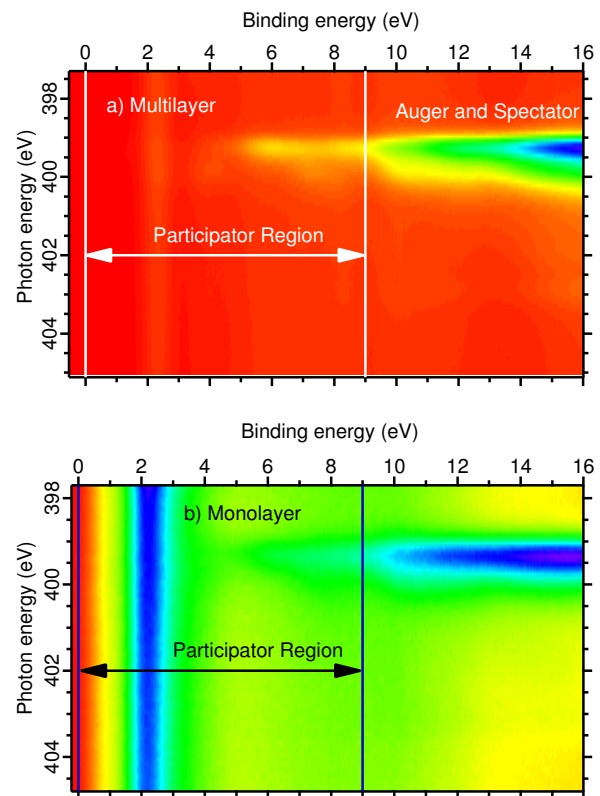 Binding energy (eV)
0 2 4 6 8 10 12 14 16
a) Multilayer
Auger and Spectator
Participator Region
Photon energy (eV)
398
400
402
404
Binding energy (eV)
0 2 4 6 8 10 12 14 16
b) Monolayer
Participator Region
Photon energy (eV)
398
400
402
404